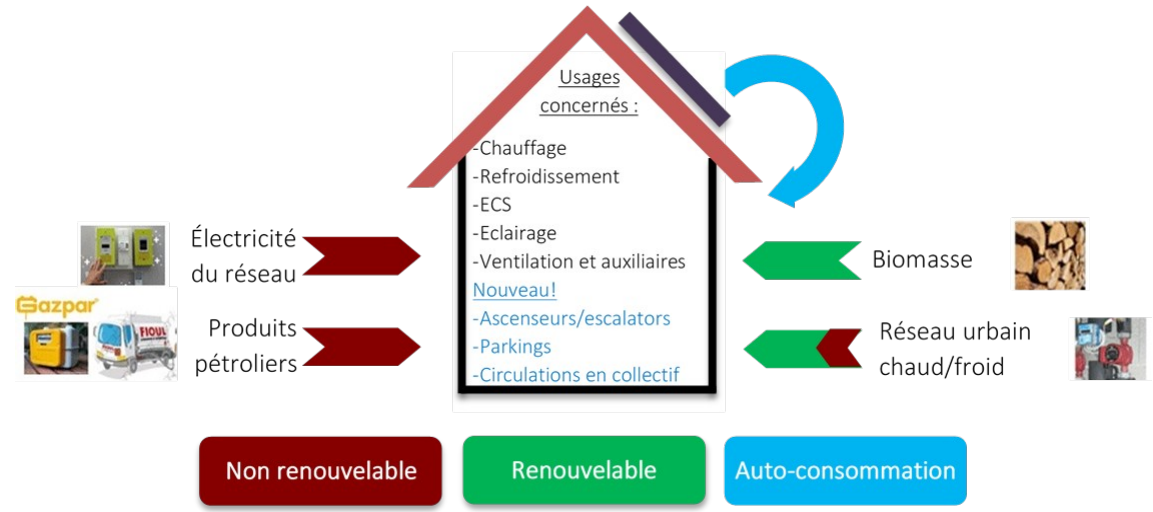 Usages
concernés :
-Chauffage
-Refroidissement
-ECS
-Eclairage
-Ventilation et auxiliaires
Nouveau!
-Ascenseurs/escalators
-Parkings
-Circulations en collectif
Électricité
du réseau
Gazpar
FIOUL
Produits
pétroliers
Biomasse
Réseau urbain
chaud/froid
Non renouvelable
Renouvelable
Auto-consommation